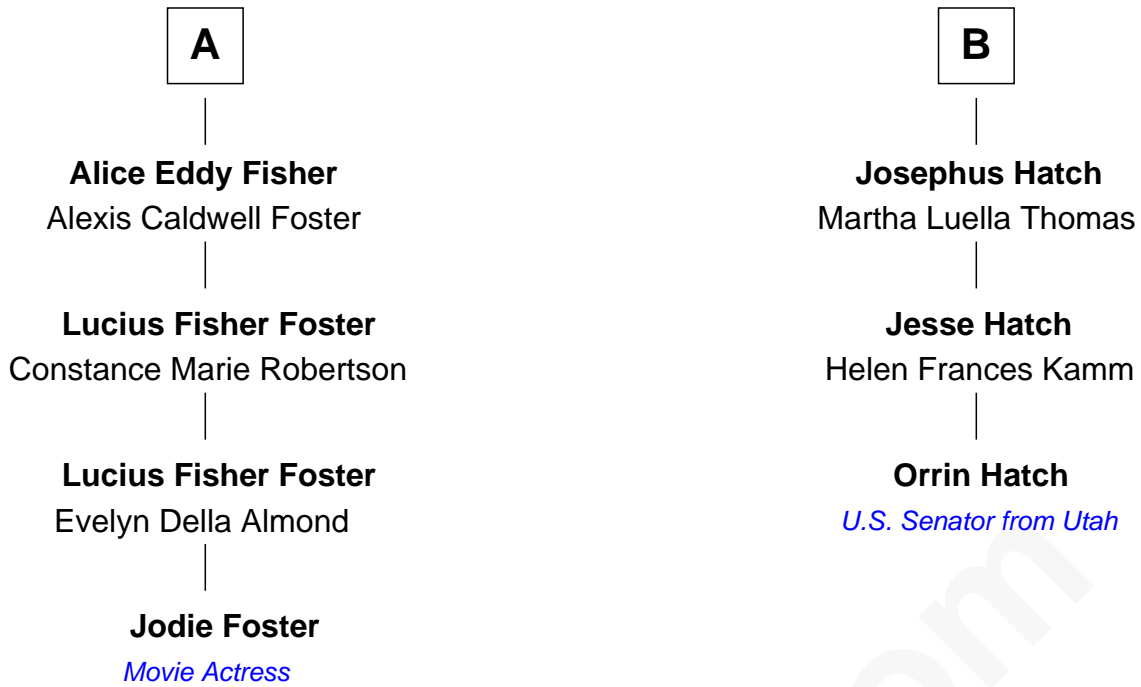 A
Alice Eddy Fisher
Alexis Caldwell Foster
Lucius Fisher Foster
Constance Marie Robertson
Lucius Fisher Foster
Evelyn Della Almond
Jodie Foster
Movie Actress
B
Josephus Hatch
Martha Luella Thomas
Jesse Hatch
Helen Frances Kamm
Orrin Hatch
U.S. Senator from Utah
om